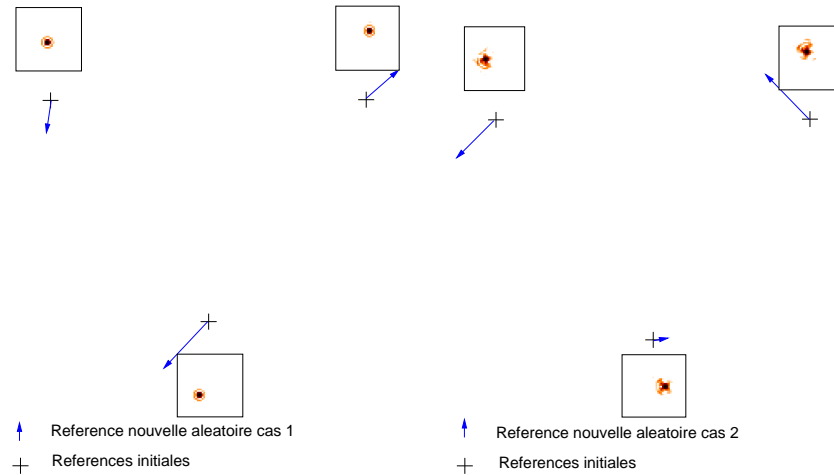 Reference nouvelle aleatoire cas 1
References initiales
Reference nouvelle aleatoire cas 2
References initiales